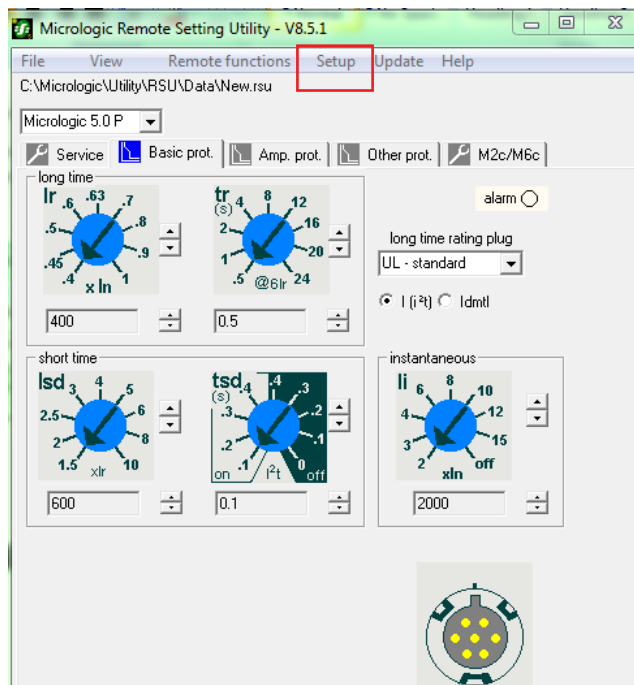 Micrologic Remote Setting Utility - V8.5.1
File View Remote functions Setup Update Help
C:\Micrologic\Utility\RSU\Data\New.rsu
Micrologic 5.0 P
Service Basic prot. Amp. prot. Other prot. M2c/M6c
long time
Ir
.4 .45 .5 .6 .63 .7 .8 .9 1
x In
400
tr
(s)
.5 1 2 4 8 12 16 20 24
@6Ir
0.5
alarm
long time rating plug
UL - standard
I (i²t) Idmtl
short time
Isd
1.5 2 2.5 3 4 5 6 8 10
xIr
600
tsd
(s)
.1 .2 .3 .4 .4 .3 .2 .1 0
on I²t off
0.1
instantaneous
Ii
2 3 4 6 8 10 12 15 off
xIn
2000